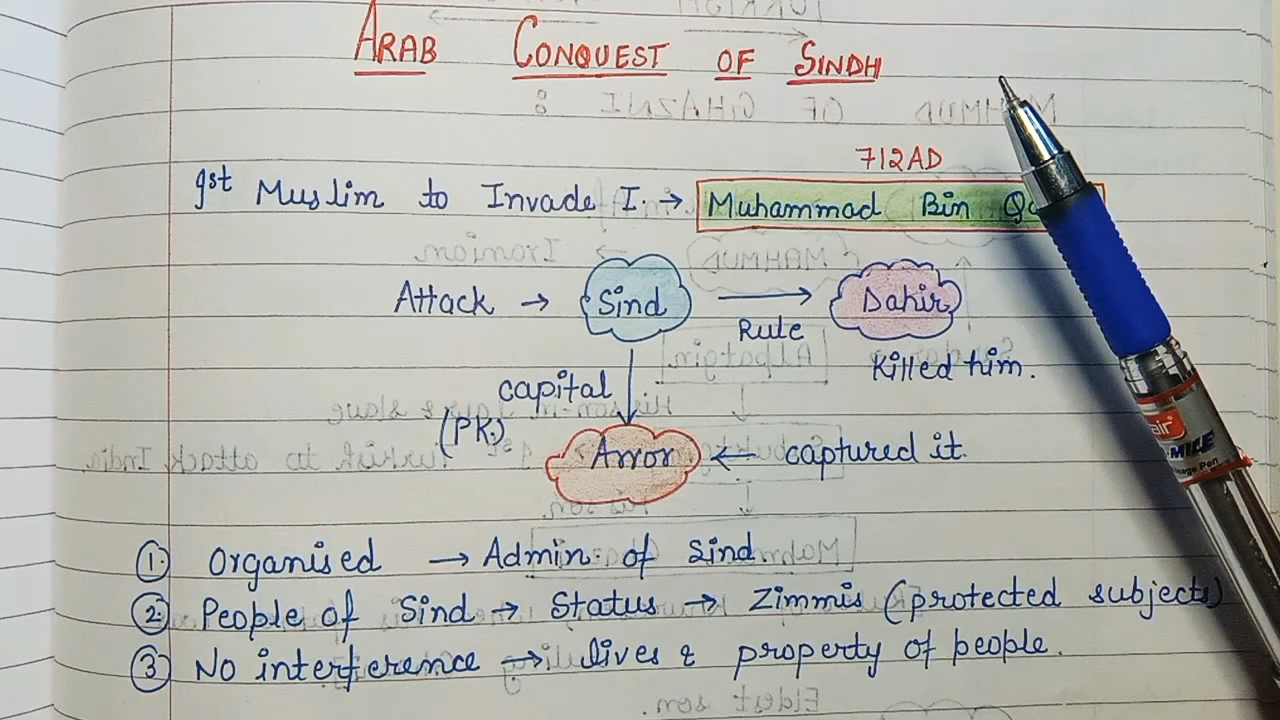 ARAB CONQUEST OF SINDH
712AD
1st Muslim to Invade I. → Muhammad Bin
Attack → Sind → Dahir
Rule
Killed him.
capital
(PK.)
Arror ← captured it.
① Organised → Admin. of Sind.
② People of Sind → Status → Zimmis (protected subjects)
③ No interference → lives & property of people.